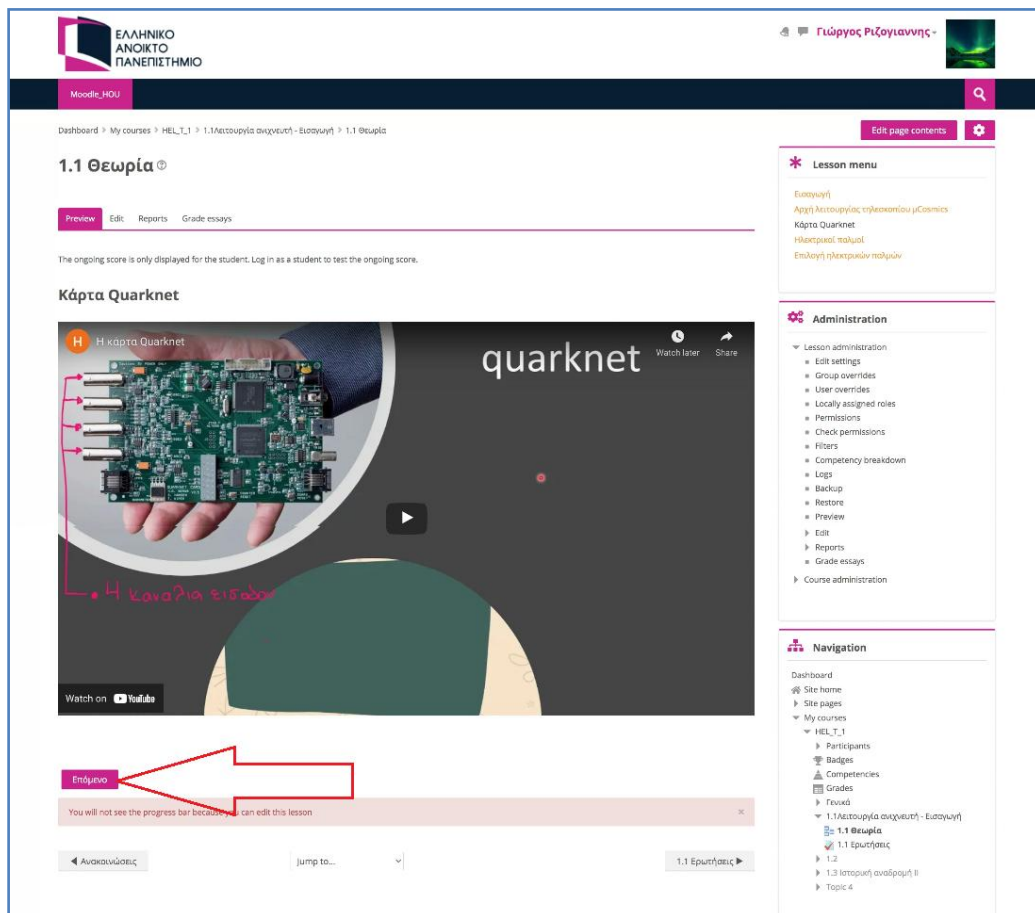 ΕΛΛΗΝΙΚΟ
ΑΝΟΙΚΤΟ
ΠΑΝΕΠΙΣΤΗΜΙΟ
Γιώργος Ριζογιαννης
Moodle_HOU
Dashboard > My courses > HEL_T_1 > 1.1Λειτουργία ανιχνευτή - Εισαγωγή > 1.1 Θεωρία
Edit page contents
1.1 Θεωρία
Preview Edit Reports Grade essays
The ongoing score is only displayed for the student. Log in as a student to test the ongoing score.
Κάρτα Quarknet
H
Η κάρτα Quarknet
quarknet
Watch later
Share
4 κανάλια εισόδου
Watch on YouTube
Επόμενο
You will not see the progress bar because you can edit this lesson
×
◀ Ανακοινώσεις
Jump to...
1.1 Ερωτήσεις ▶
Lesson menu
Εισαγωγή
Αρχή λειτουργίας τηλεσκοπίου μCosmics
Κάρτα Quarknet
Ηλεκτρικοί παλμοί
Επιλογή ηλεκτρικών παλμών
Administration
Lesson administration
Edit settings
Group overrides
User overrides
Locally assigned roles
Permissions
Check permissions
Filters
Competency breakdown
Logs
Backup
Restore
Preview
Edit
Reports
Grade essays
Course administration
Navigation
Dashboard
Site home
Site pages
My courses
HEL_T_1
Participants
Badges
Competencies
Grades
Γενικά
1.1Λειτουργία ανιχνευτή - Εισαγωγή
1.1 Θεωρία
1.1 Ερωτήσεις
1.2
1.3 Ιστορική αναδρομή ΙΙ
Topic 4